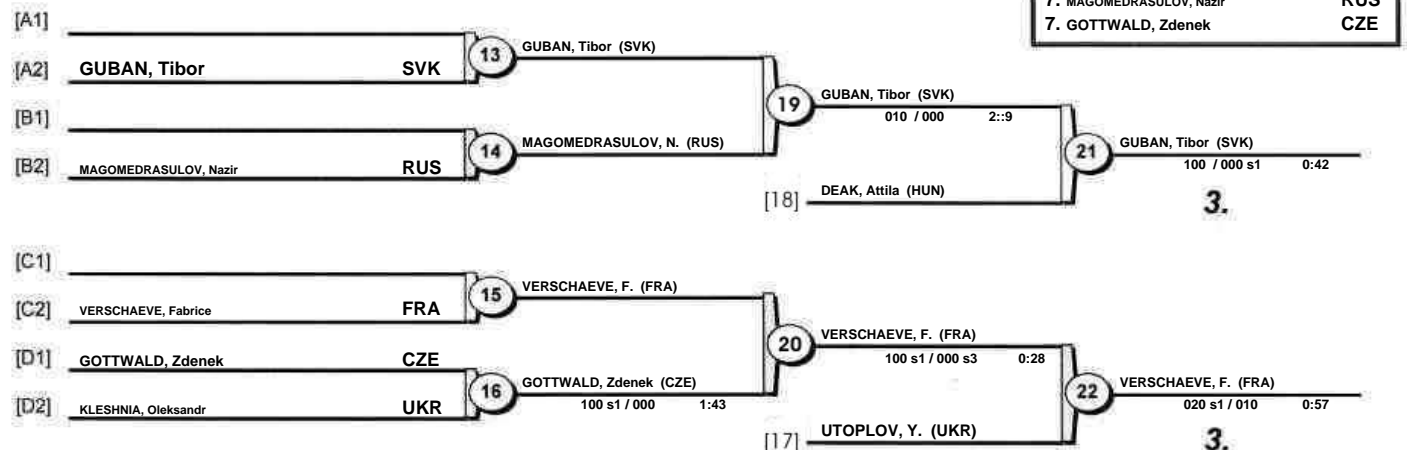 7. MAGOMEDRASULOV, Nazir RUS
7. GOTTWALD, Zdenek CZE
[A1]
13 GUBAN, Tibor (SVK)
[A2] GUBAN, Tibor SVK
19 GUBAN, Tibor (SVK)
010 / 000 2::9
[B1]
14 MAGOMEDRASULOV, N. (RUS)
21 GUBAN, Tibor (SVK)
100 / 000 s1 0:42
[B2] MAGOMEDRASULOV, Nazir RUS
[18] DEAK, Attila (HUN)
3.
[C1]
15 VERSCHAEVE, F. (FRA)
[C2] VERSCHAEVE, Fabrice FRA
20 VERSCHAEVE, F. (FRA)
100 s1 / 000 s3 0:28
[D1] GOTTWALD, Zdenek CZE
16 GOTTWALD, Zdenek (CZE)
100 s1 / 000 1:43
22 VERSCHAEVE, F. (FRA)
020 s1 / 010 0:57
[D2] KLESHNIA, Oleksandr UKR
[17] UTOPLOV, Y. (UKR)
3.